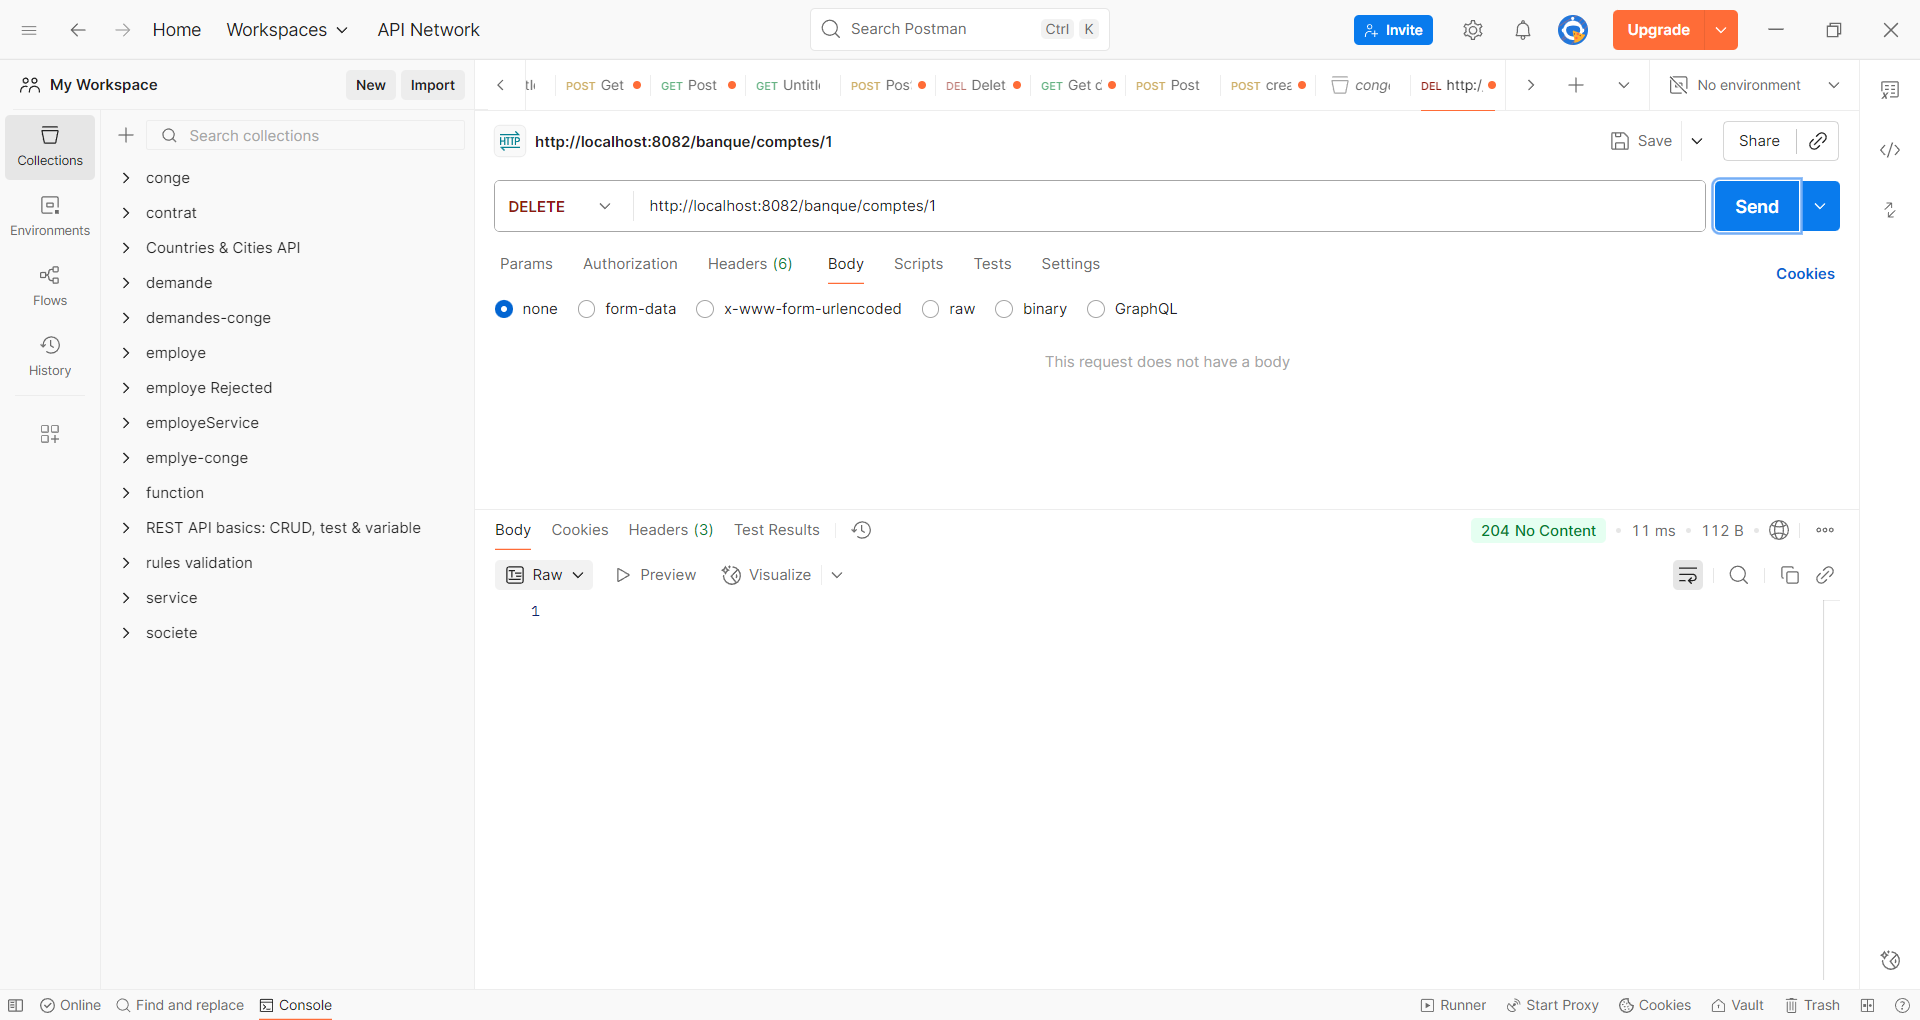 Home Workspaces API Network Search Postman Ctrl K Invite Upgrade
My Workspace New Import POST Get GET Post GET Untitl POST Pos DEL Delet GET Get c POST Post POST crea cong DEL http:/ No environment
Collections
Environments
Flows
History
Search collections
conge
contrat
Countries & Cities API
demande
demandes-conge
employe
employe Rejected
employeService
emplye-conge
function
REST API basics: CRUD, test & variable
rules validation
service
societe
HTTP http://localhost:8082/banque/comptes/1 Save Share
DELETE http://localhost:8082/banque/comptes/1 Send
Params Authorization Headers (6) Body Scripts Tests Settings Cookies
none form-data x-www-form-urlencoded raw binary GraphQL
This request does not have a body
Body Cookies Headers (3) Test Results 204 No Content • 11 ms • 112 B •
Raw Preview Visualize
1
Online Find and replace Console Runner Start Proxy Cookies Vault Trash